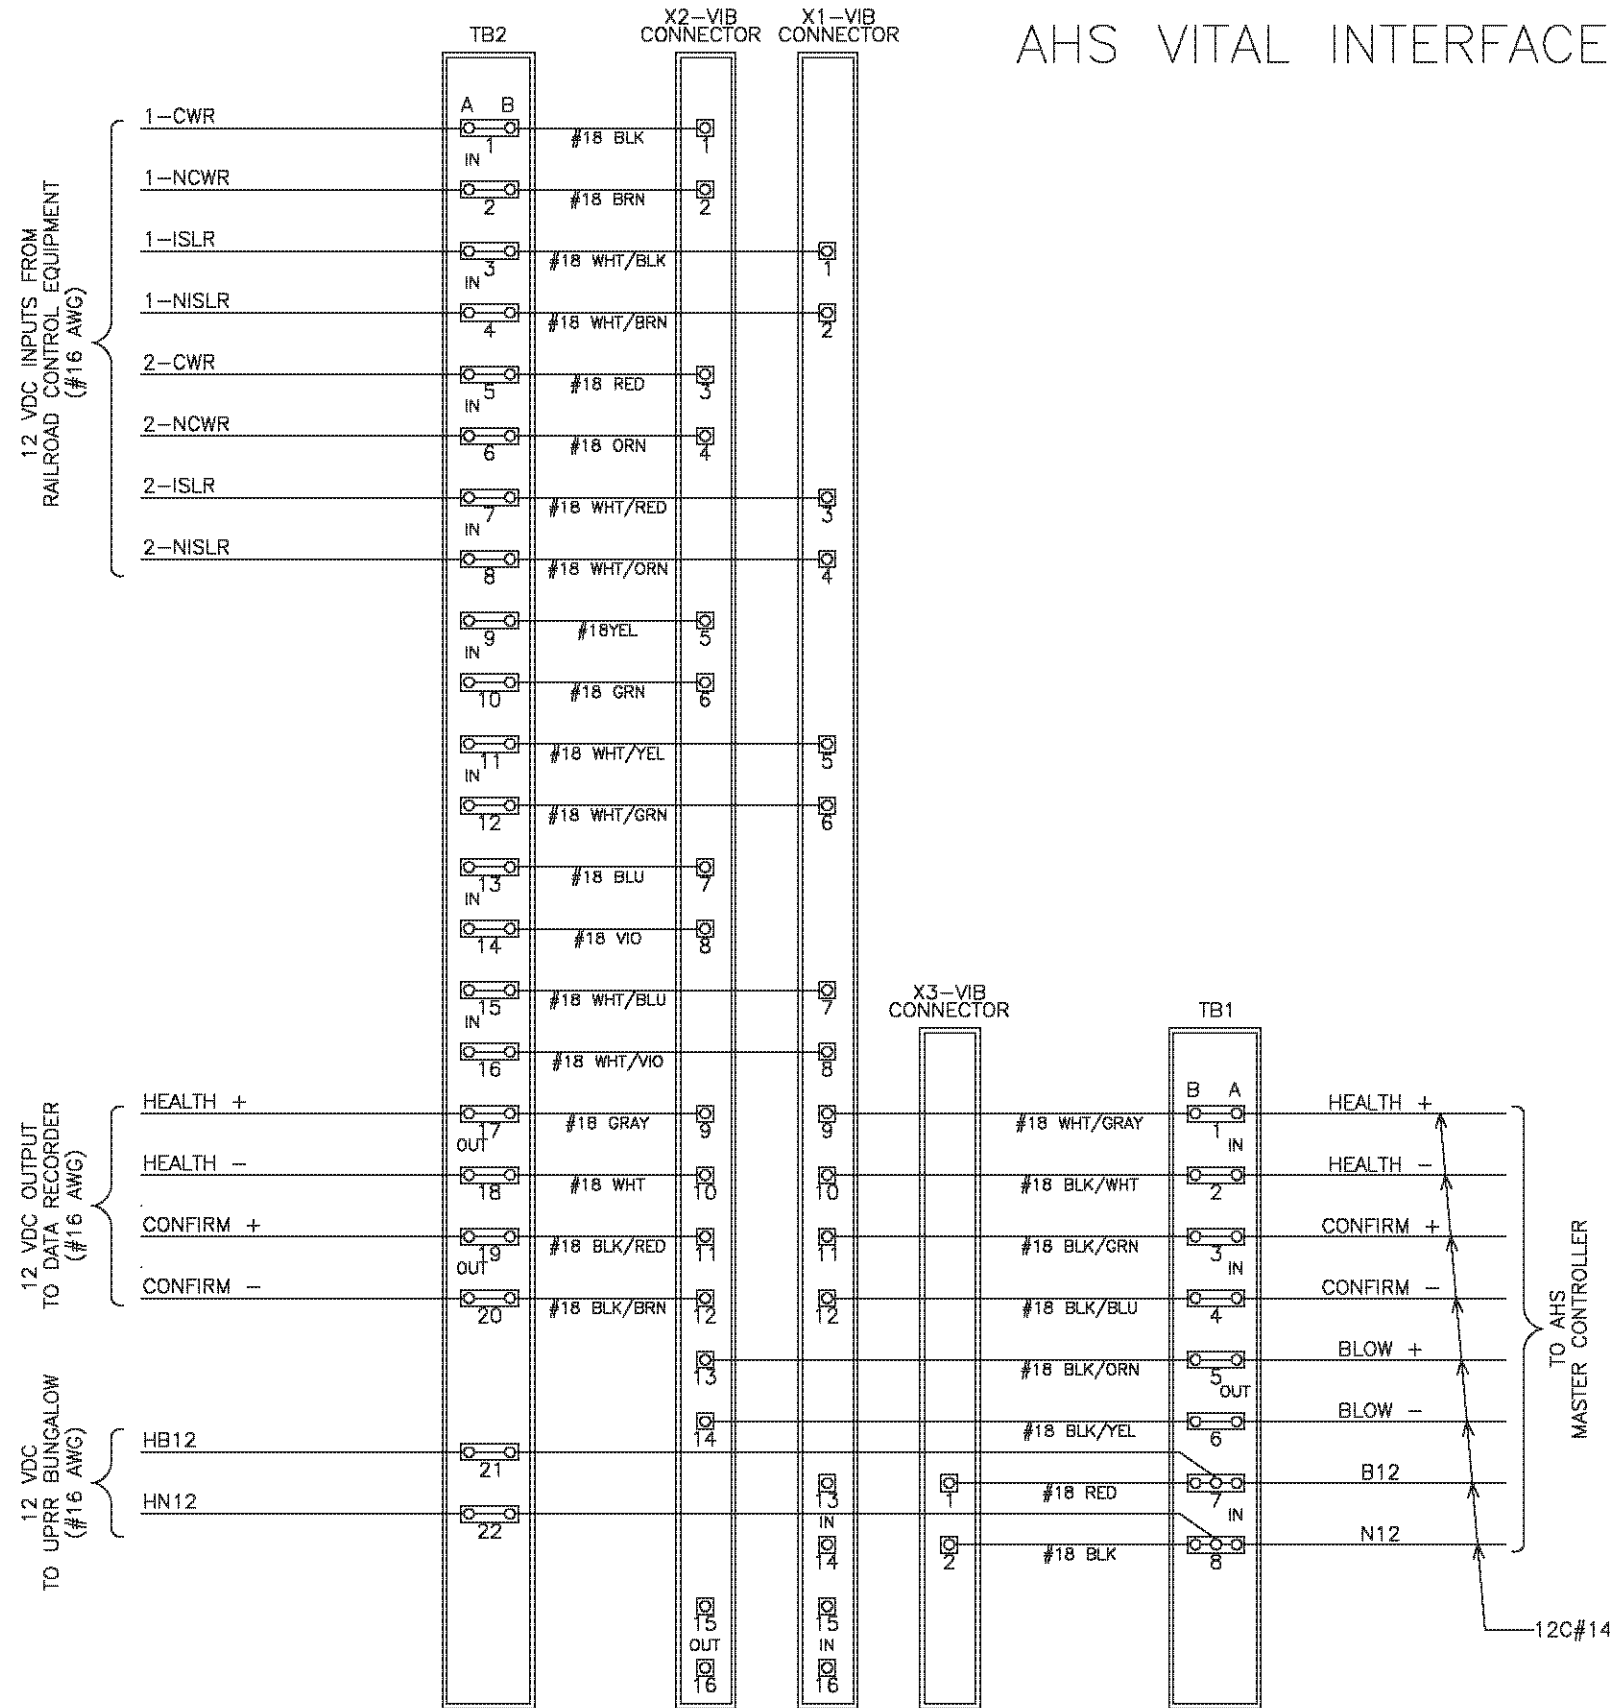 AHS VITAL INTERFACE
TB2
X2-VIB
CONNECTOR
X1-VIB
CONNECTOR
A B
12 VDC INPUTS FROM
RAILROAD CONTROL EQUIPMENT
(#16 AWG)
1-CWR
1
IN
#18 BLK
1
1-NCWR
2
#18 BRN
2
1-ISLR
3
IN
#18 WHT/BLK
1
1-NISLR
4
#18 WHT/BRN
2
2-CWR
5
IN
#18 RED
3
2-NCWR
6
#18 ORN
4
2-ISLR
7
IN
#18 WHT/RED
3
2-NISLR
8
#18 WHT/ORN
4
9
IN
#18YEL
5
10
#18 GRN
6
11
IN
#18 WHT/YEL
5
12
#18 WHT/GRN
6
13
IN
#18 BLU
7
14
#18 VIO
8
15
IN
#18 WHT/BLU
7
16
#18 WHT/VIO
8
X3-VIB
CONNECTOR
TB1
B A
12 VDC OUTPUT
TO DATA RECORDER
(#16 AWG)
HEALTH +
17
OUT
#18 GRAY
9
9
#18 WHT/GRAY
1
IN
HEALTH +
HEALTH -
18
#18 WHT
10
10
#18 BLK/WHT
2
HEALTH -
CONFIRM +
19
OUT
#18 BLK/RED
11
11
#18 BLK/GRN
3
IN
CONFIRM +
CONFIRM -
20
#18 BLK/BRN
12
12
#18 BLK/BLU
4
CONFIRM -
13
#18 BLK/ORN
5
OUT
BLOW +
14
#18 BLK/YEL
6
BLOW -
TO AHS
MASTER CONTROLLER
12 VDC
TO UPRR BUNGALOW
(#16 AWG)
HB12
21
13
IN
1
#18 RED
7
IN
B12
HN12
22
14
2
#18 BLK
8
N12
15
OUT
16
15
IN
16
12C#14